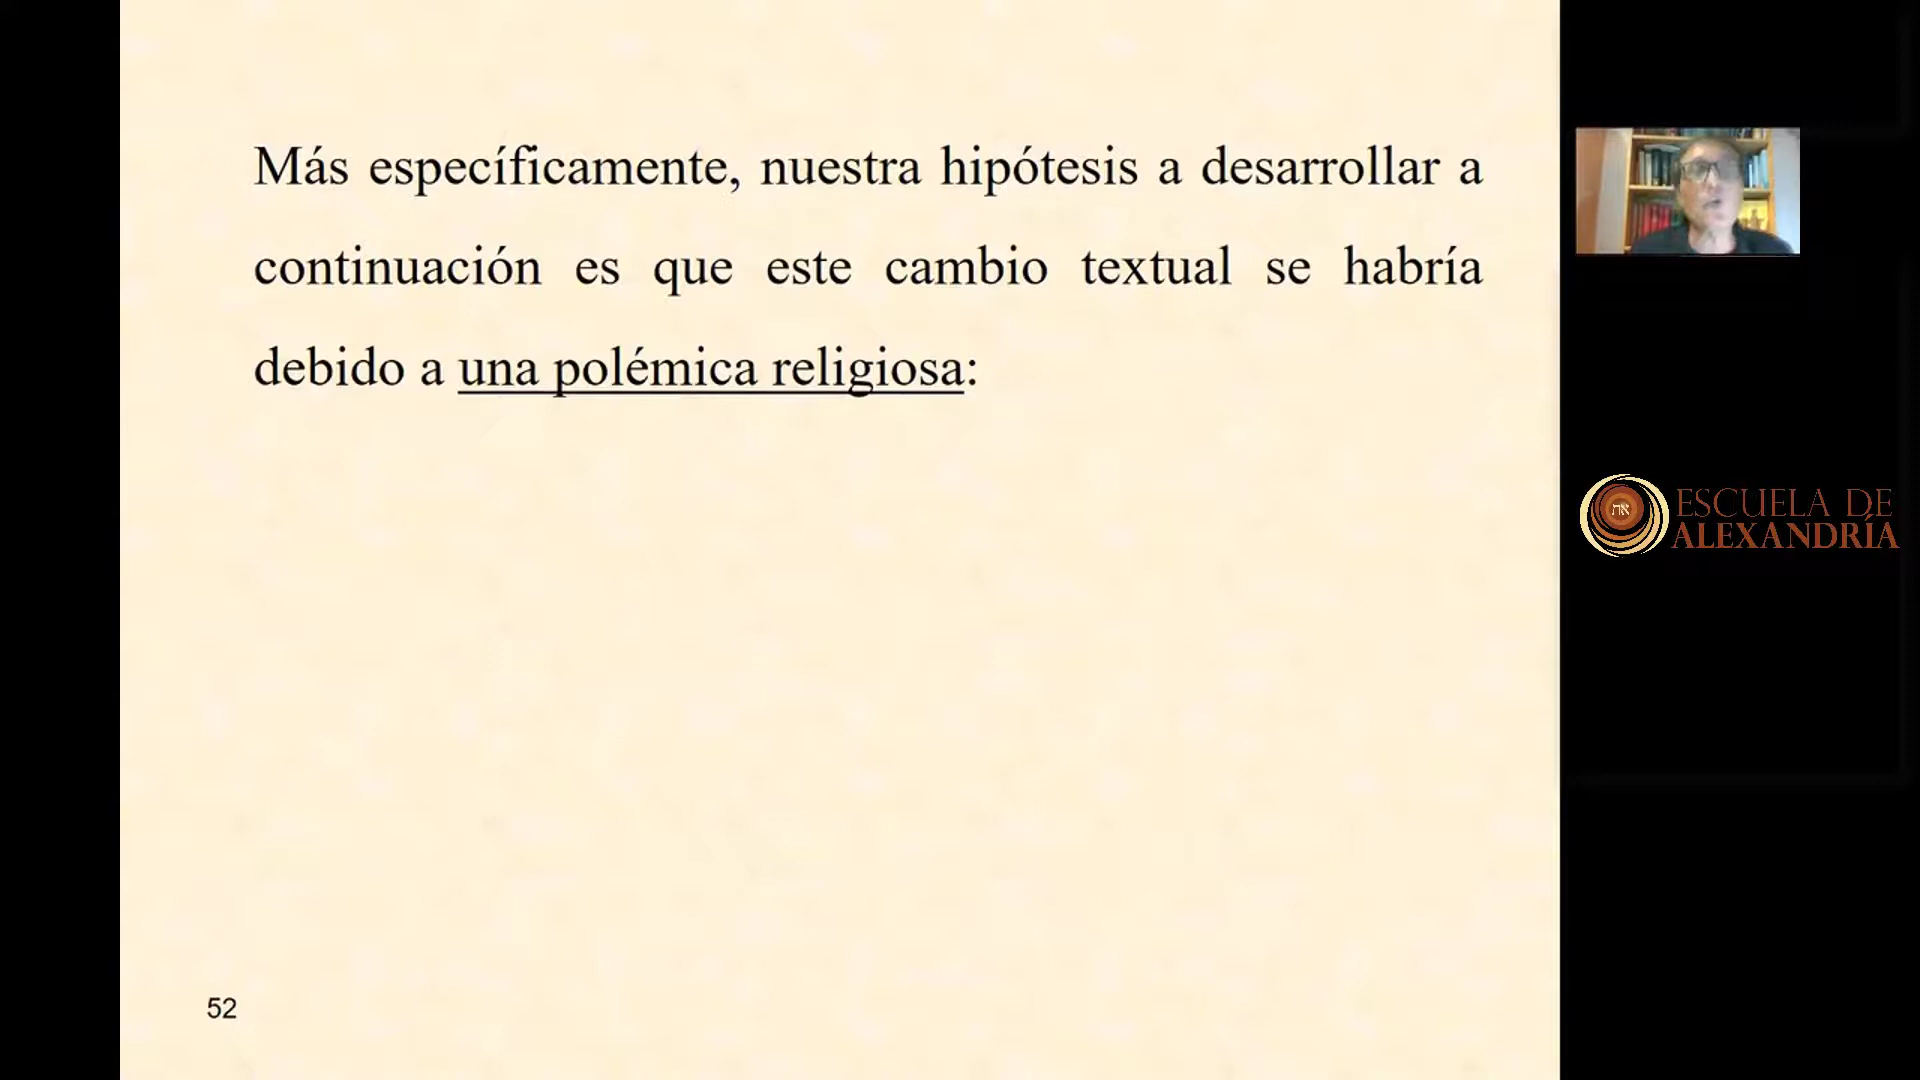 Más específicamente, nuestra hipótesis a desarrollar a
continuación es que este cambio textual se habría
debido a una polémica religiosa:
את
ESCUELA DE
ALEXANDRÍA
52